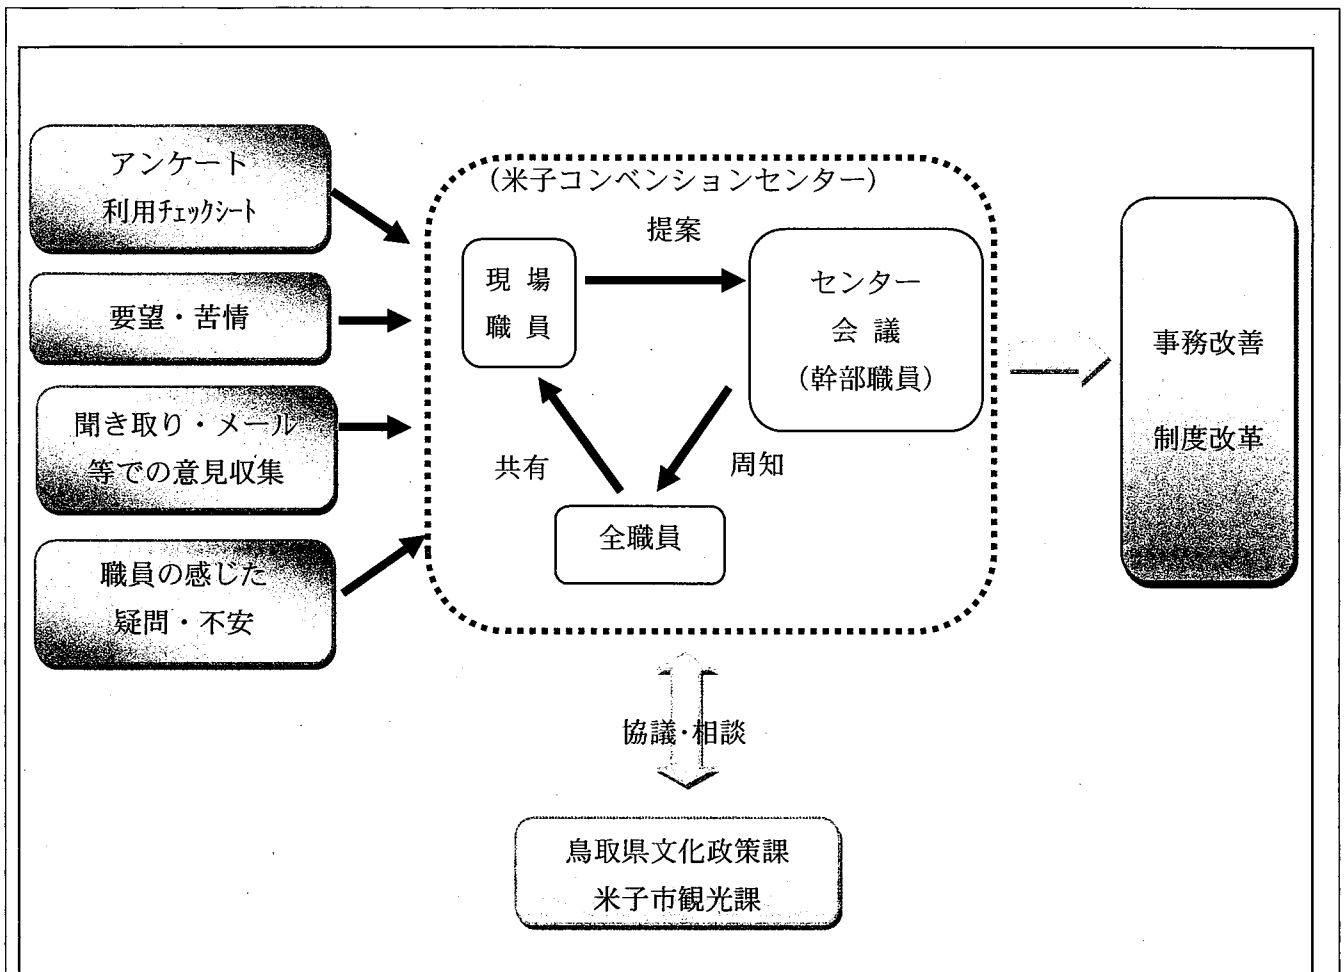 アンケート
利用チェックシート
要望・苦情
聞き取り・メール
等での意見収集
職員の感じた
疑問・不安
（米子コンベンションセンター）
提案
現 場
職 員
センター
会 議
（幹部職員）
共有
周知
全職員
協議・相談
鳥取県文化政策課
米子市観光課
事務改善
制度改革